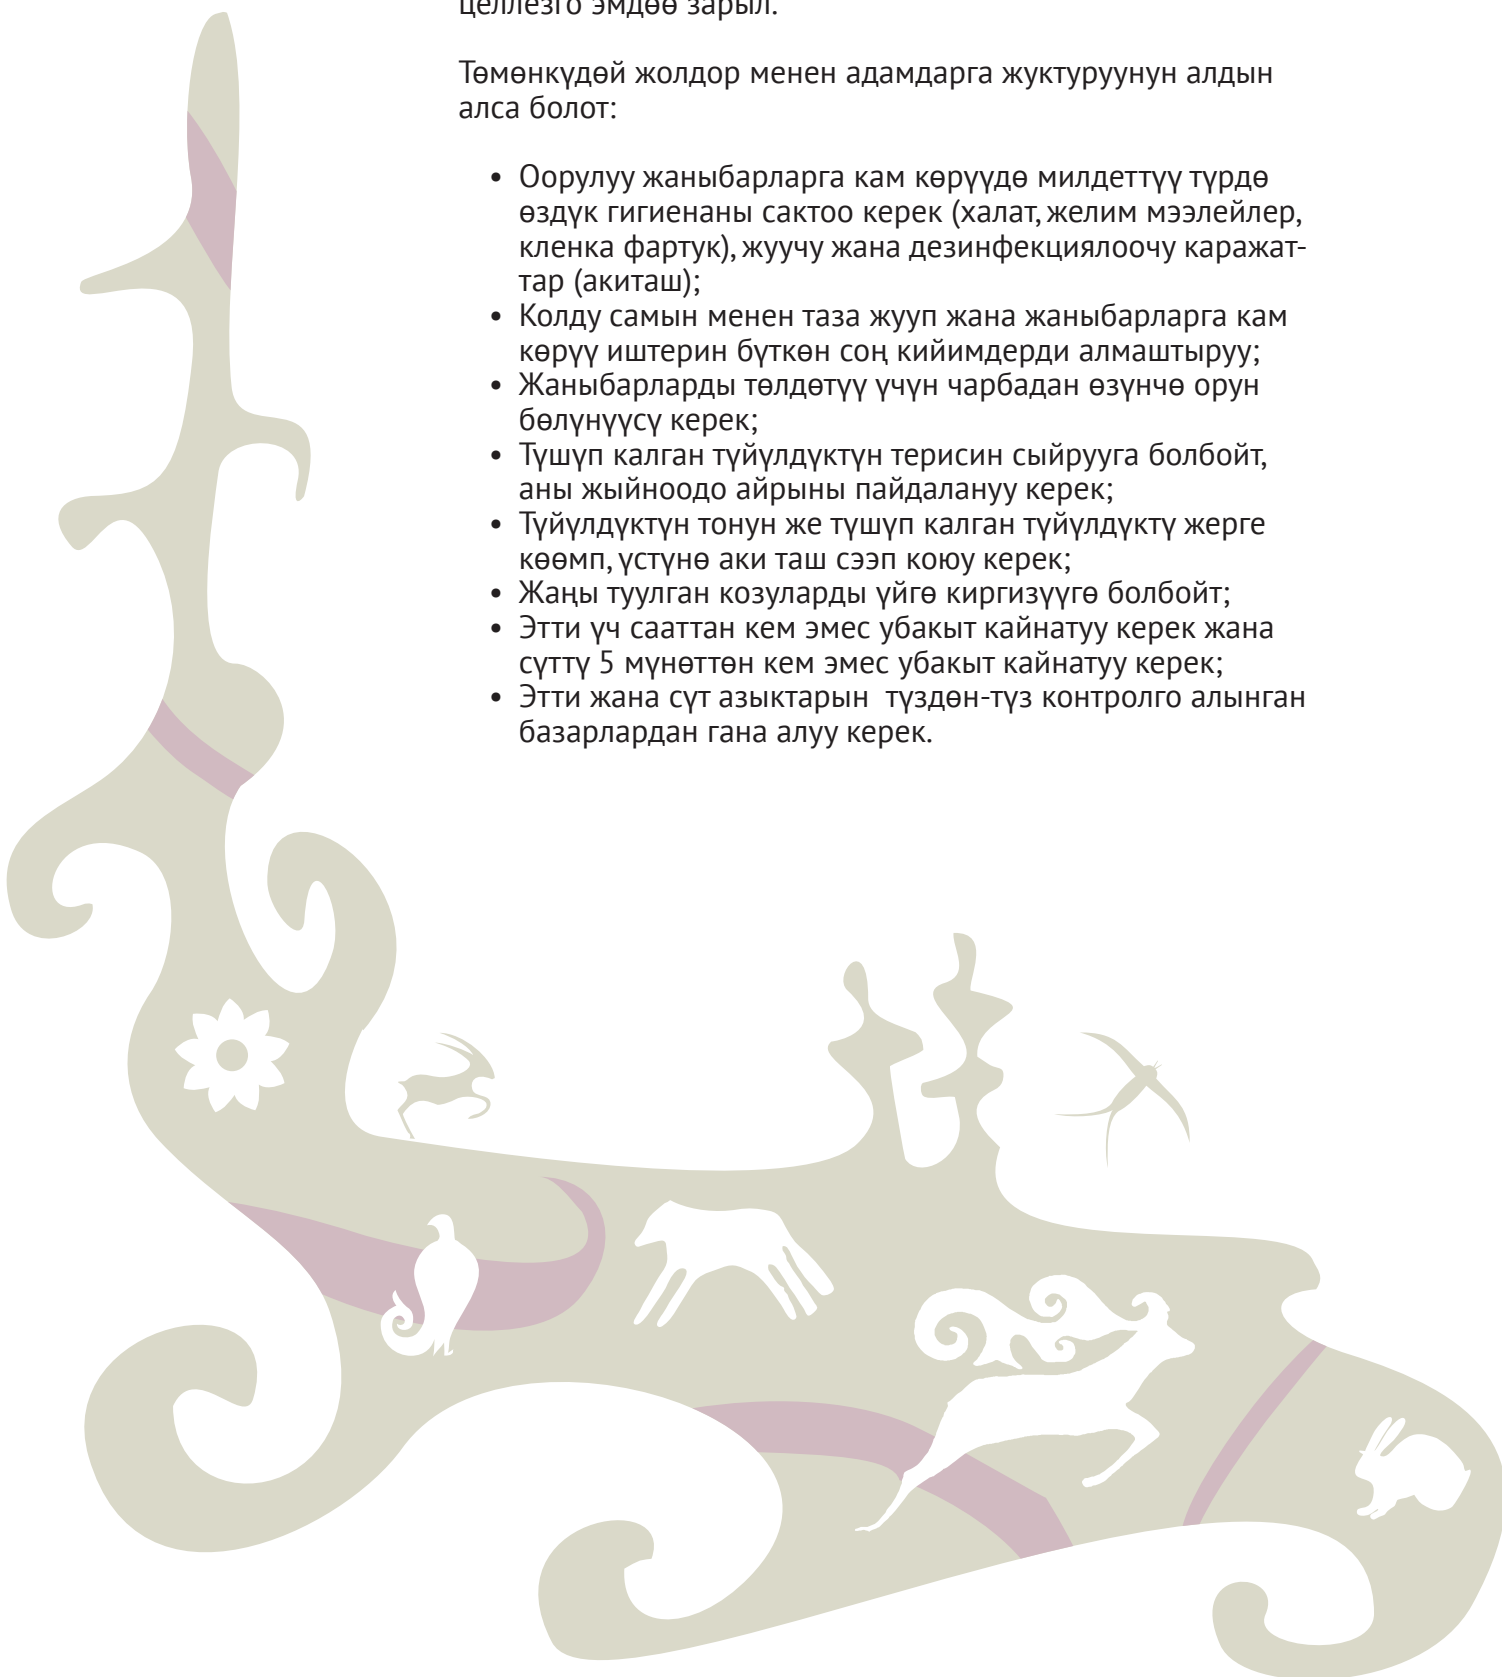 целлезго эмдөө зарыл.
Төмөнкүдөй жолдор менен адамдарга жуктуруунун алдын
алса болот:
• Оорулуу жаныбарларга кам көрүүдө милдеттүү түрдө
өздүк гигиенаны сактоо керек (халат, желим мээлейлер,
кленка фартук), жуучу жана дезинфекциялоочу каражат-
тар (акиташ);
• Колду самын менен таза жууп жана жаныбарларга кам
көрүү иштерин бүткөн соң кийимдерди алмаштыруу;
• Жаныбарларды төлдөтүү үчүн чарбадан өзүнчө орун
бөлүнүүсү керек;
• Түшүп калган түйүлдүктүн терисин сыйрууга болбойт,
аны жыйноодо айрыны пайдалануу керек;
• Түйүлдүктүн тонун же түшүп калган түйүлдүктү жерге
көөмп, үстүнө аки таш сээп коюу керек;
• Жаңы туулган козуларды үйгө киргизүүгө болбойт;
• Этти үч сааттан кем эмес убакыт кайнатуу керек жана
сүттү 5 мүнөттөн кем эмес убакыт кайнатуу керек;
• Этти жана сүт азыктарын түздөн-түз контролго алынган
базарлардан гана алуу керек.